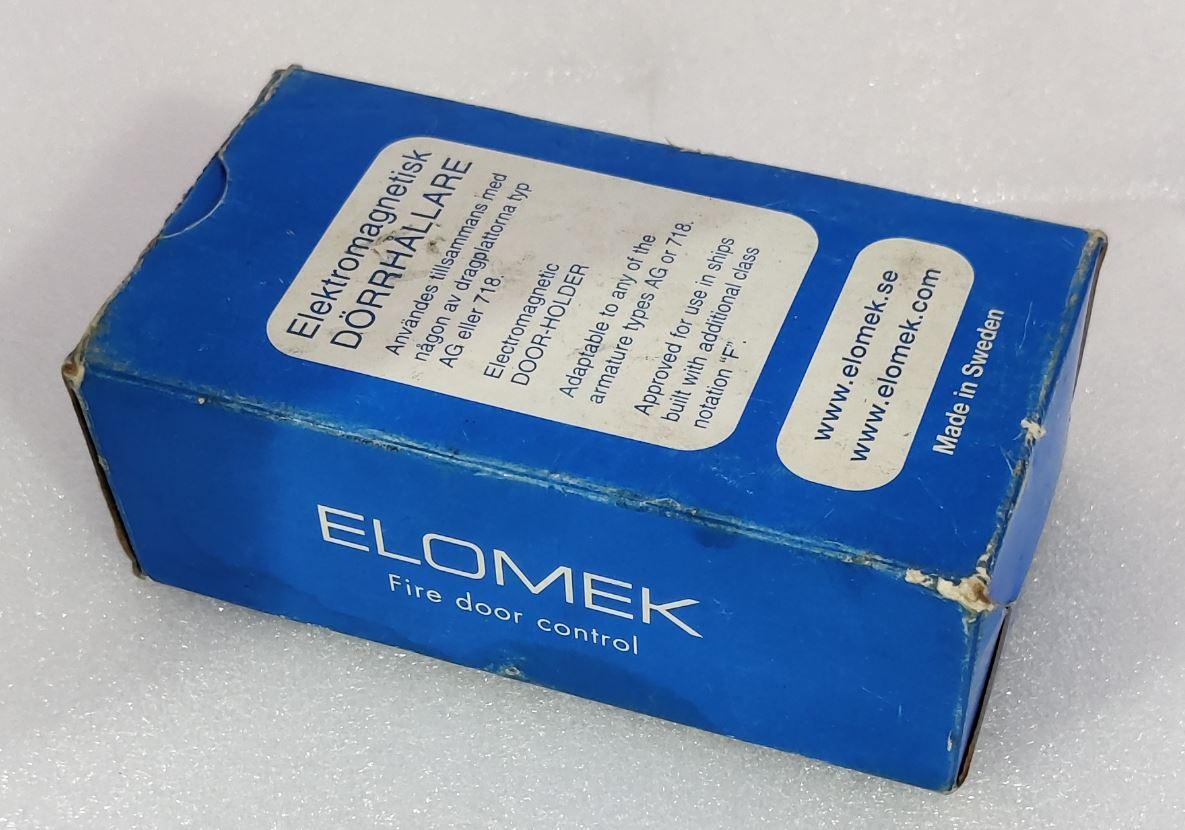 Elektromagnetisk
DÖRRHÅLLARE
Användes tillsammans med
någon av dragplattorna typ
AG eller 718.
Electromagnetic
DOOR-HOLDER
Adaptable to any of the
armature types AG or 718.
Approved for use in ships
built with additional class
notation "F".
www.elomek.se
www.elomek.com
Made in Sweden
ELOMEK
Fire door control